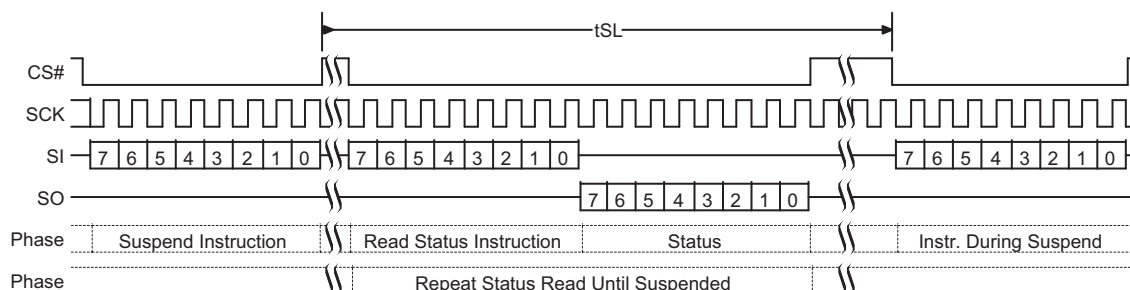 tSL
CS#
SCK
SI 7 6 5 4 3 2 1 0 7 6 5 4 3 2 1 0 7 6 5 4 3 2 1 0
SO 7 6 5 4 3 2 1 0
Phase Suspend Instruction Read Status Instruction Status Instr. During Suspend
Phase Repeat Status Read Until Suspended